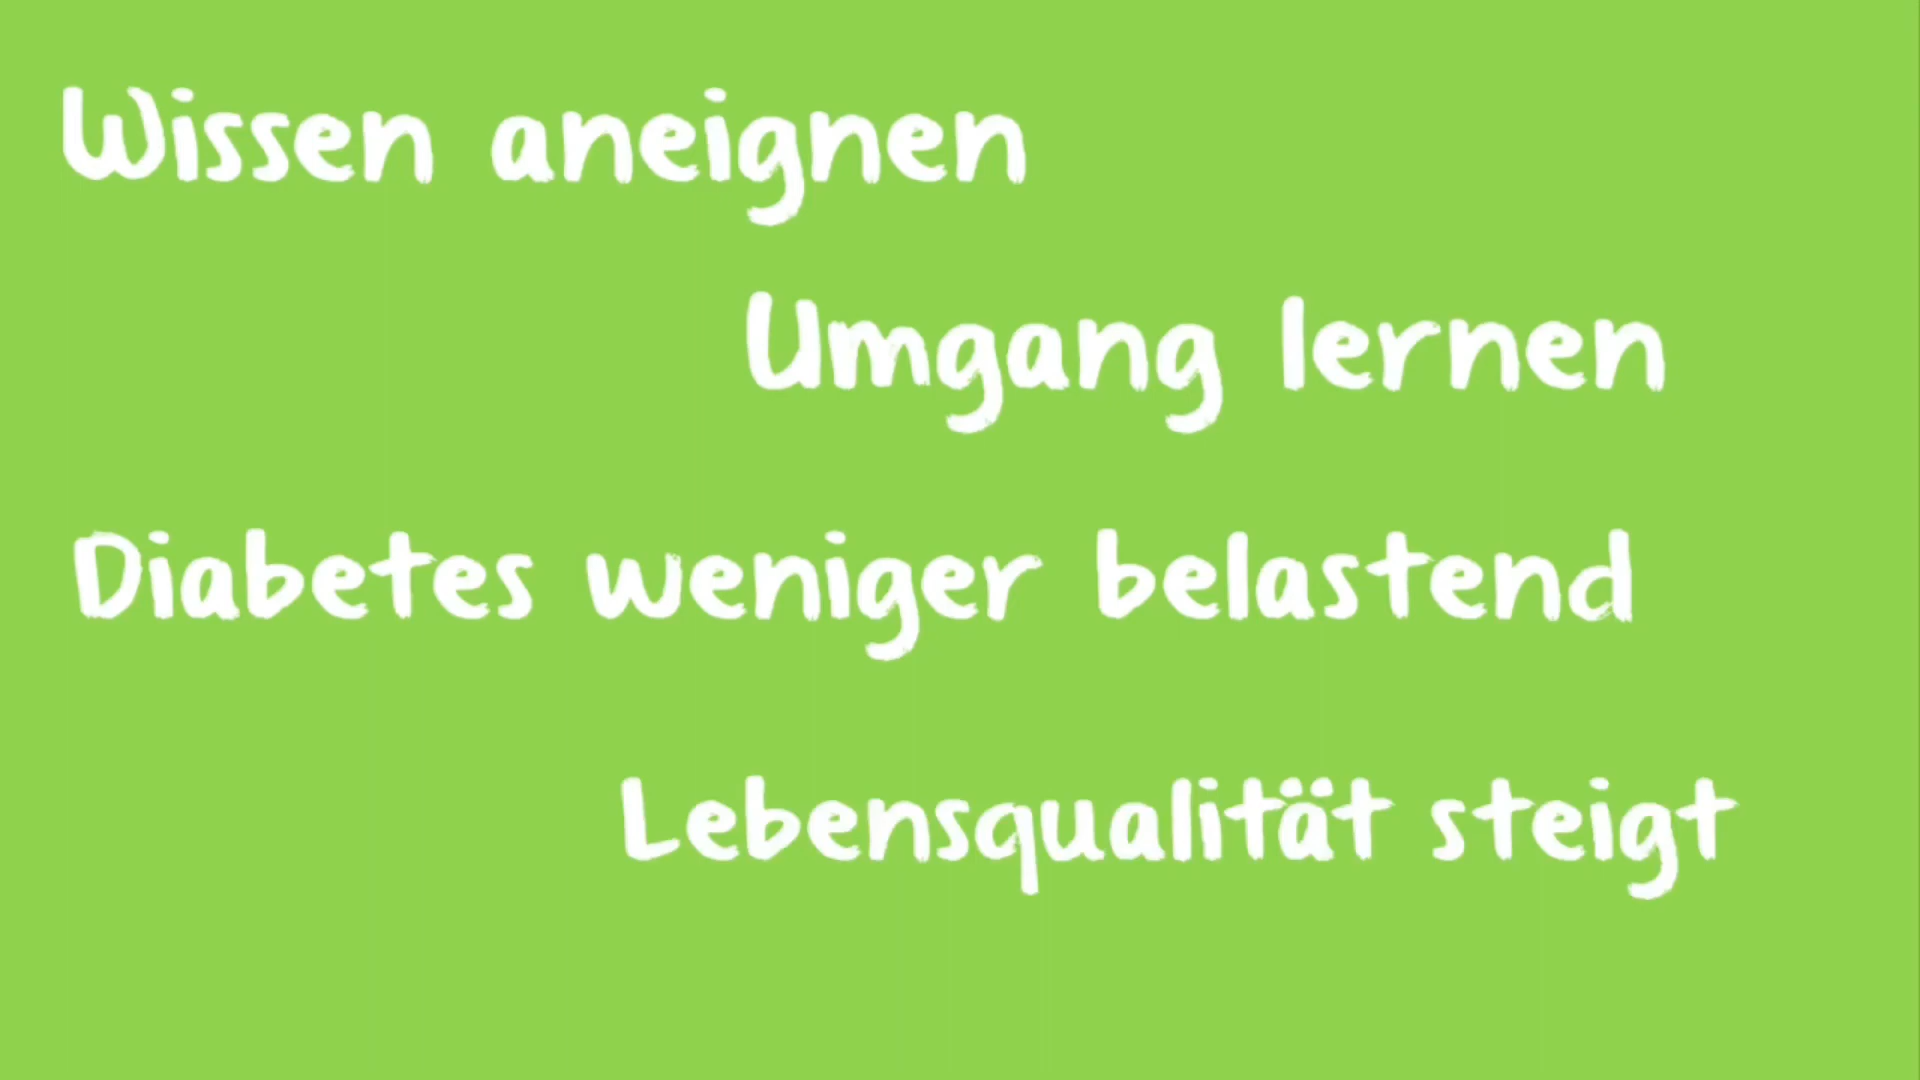 Wissen aneignen
Umgang lernen
Diabetes weniger belastend
Lebensqualität steigt